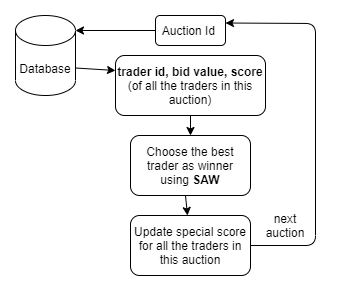 Auction Id
Database
trader id, bid value, score
(of all the traders in this
auction)
Choose the best
trader as winner
using SAW
Update special score
for all the traders in
this auction
next
auction